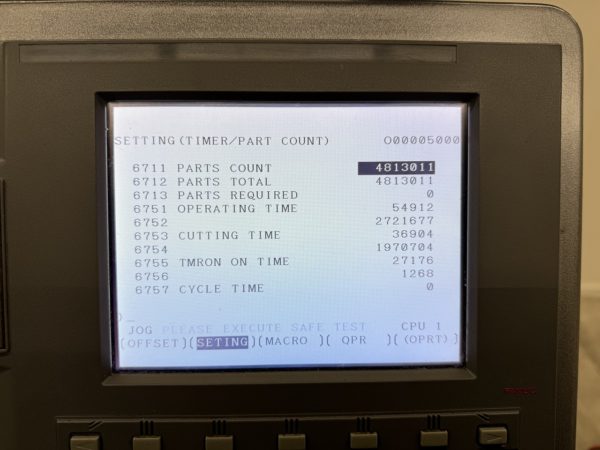 SETTING(TIMER/PART COUNT) O00005000
6711 PARTS COUNT 4813011
6712 PARTS TOTAL 4813011
6713 PARTS REQUIRED 0
6751 OPERATING TIME 54912
6752 2721677
6753 CUTTING TIME 36904
6754 1970704
6755 TMRON ON TIME 27176
6756 1268
6757 CYCLE TIME 0
)_
JOG PLEASE EXECUTE SAFE TEST CPU 1
(OFFSET)(SETING)(MACRO )( QPR )( (OPRT) )
FANUC